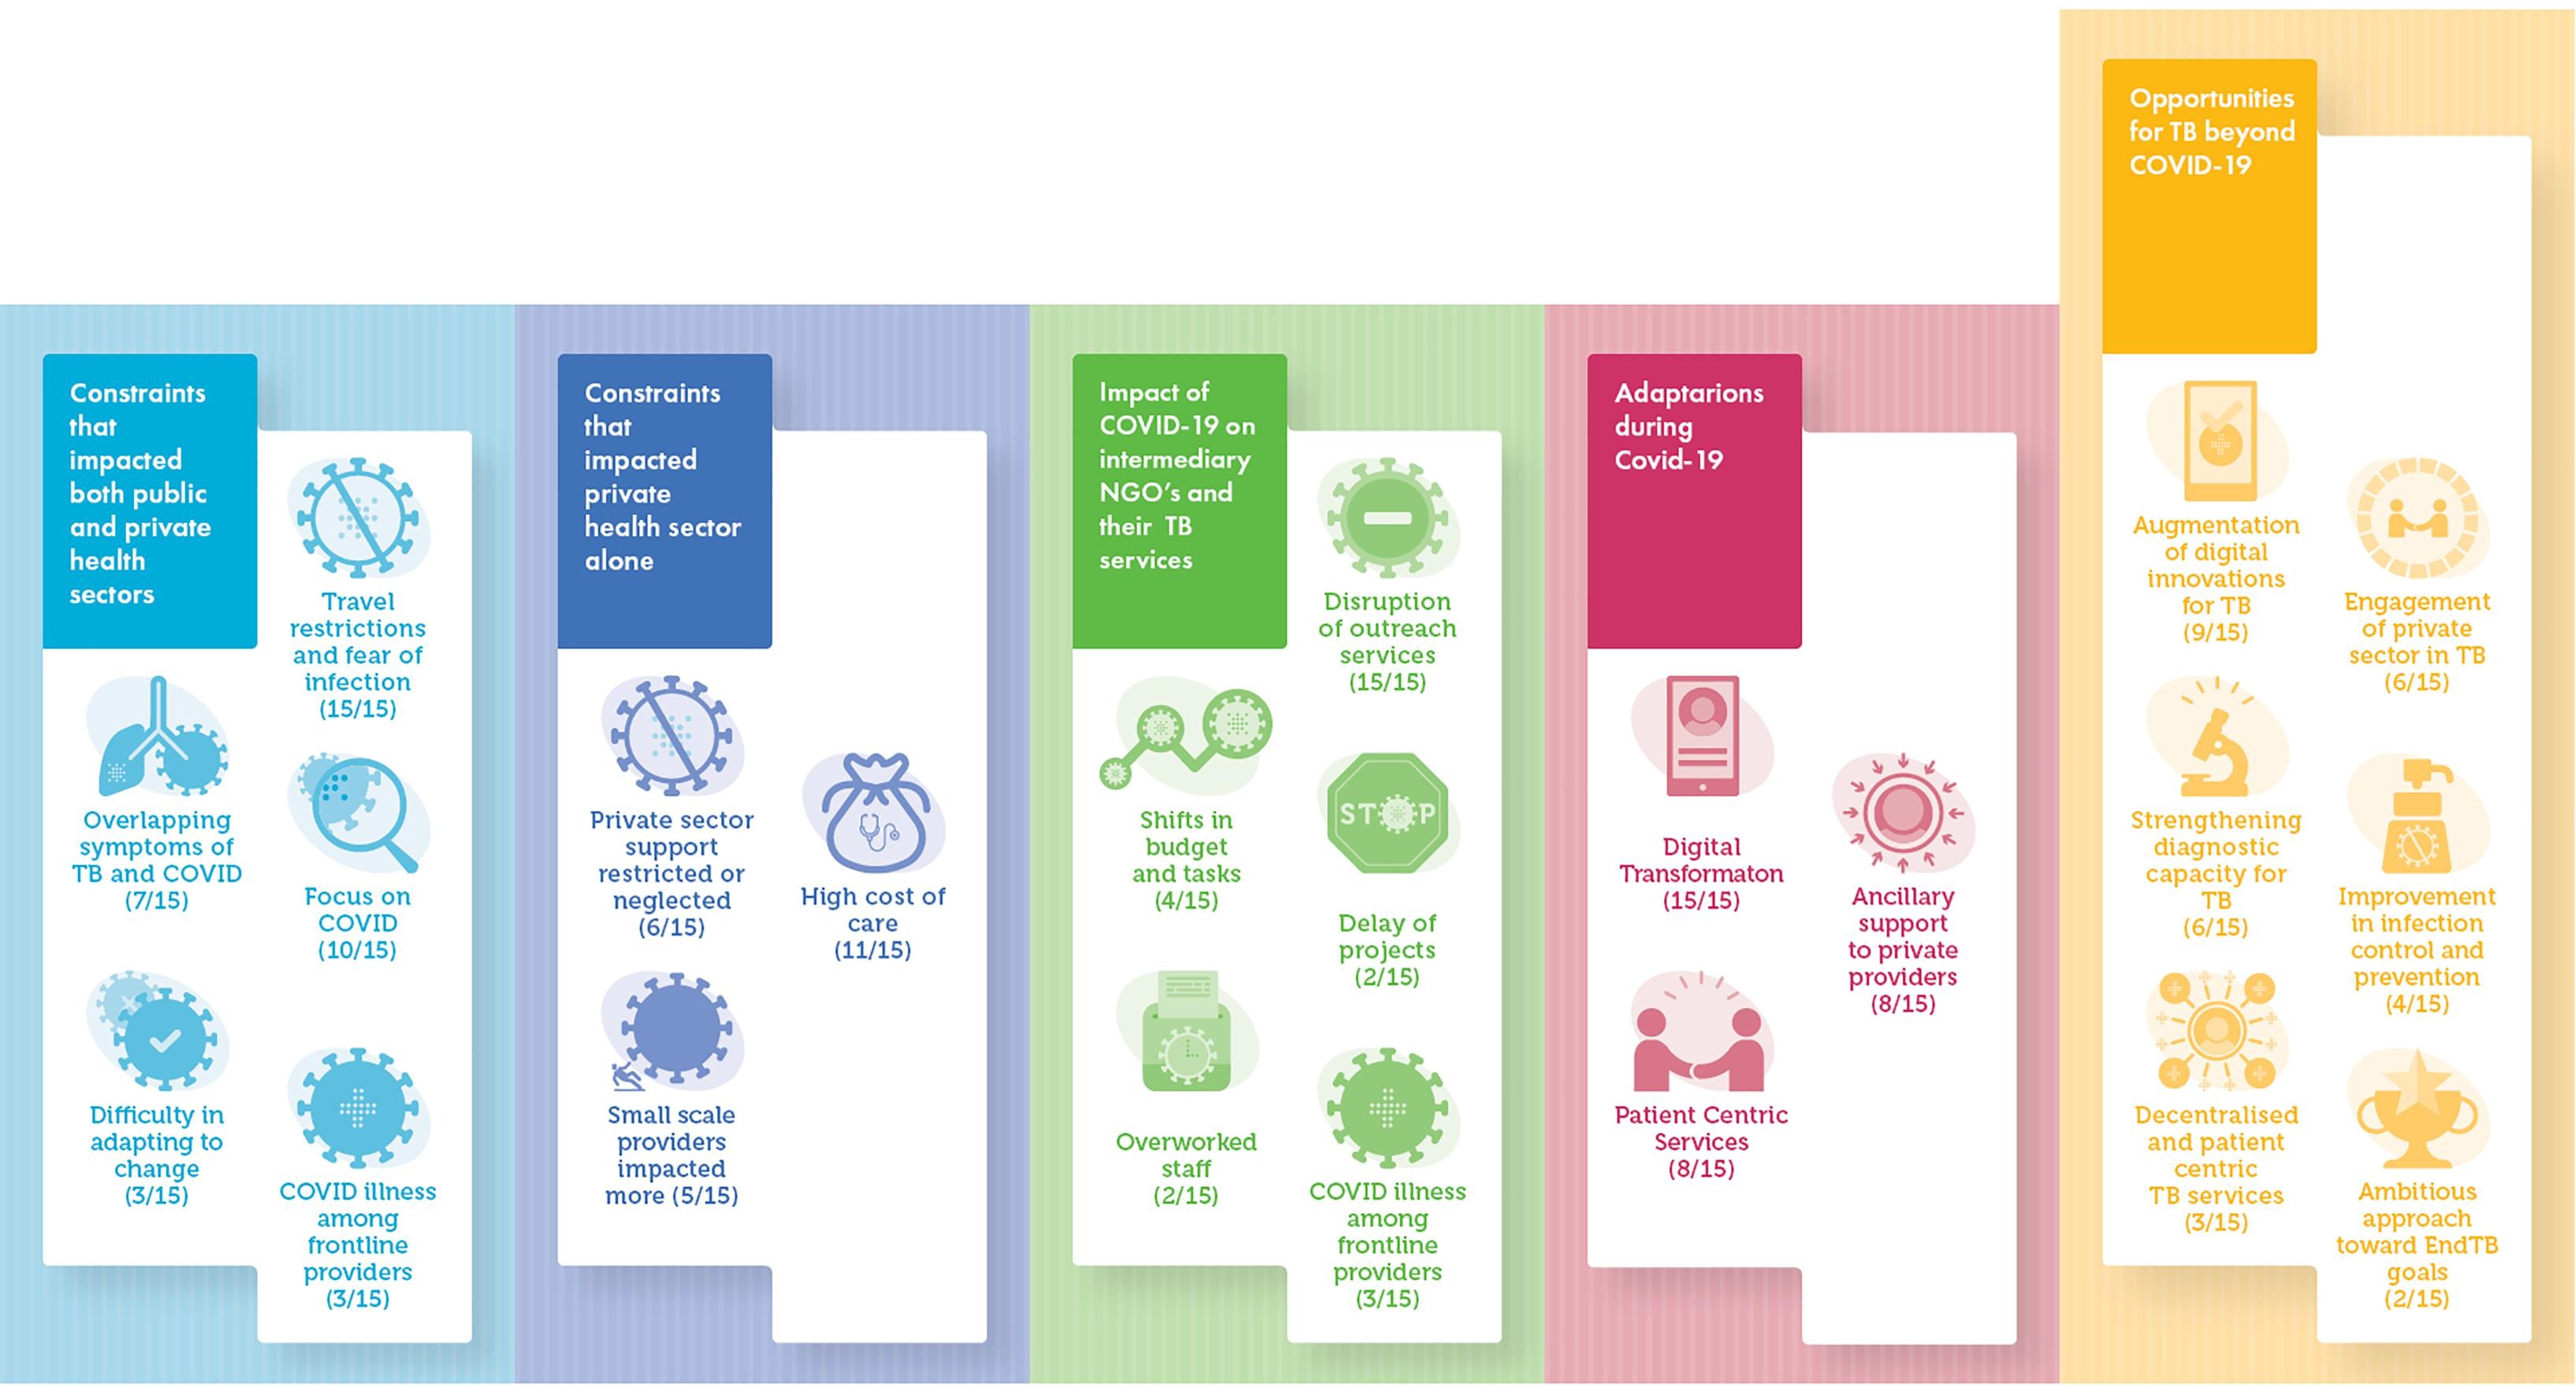 Constraints
that
impacted
both public
and private
health
sectors
Travel
restrictions
and fear of
infection
(15/15)
Overlapping
symptoms of
TB and COVID
(7/15)
Focus on
COVID
(10/15)
Difficulty in
adapting to
change
(3/15)
COVID illness
among
frontline
providers
(3/15)
Constraints
that
impacted
private
health sector
alone
Private sector
support
restricted or
neglected
(6/15)
High cost of
care
(11/15)
Small scale
providers
impacted
more (5/15)
Impact of
COVID-19 on
intermediary
NGO’s and
their TB
services
Disruption
of outreach
services
(15/15)
Shifts in
budget
and tasks
(4/15)
STOP
Delay of
projects
(2/15)
Overworked
staff
(2/15)
COVID illness
among
frontline
providers
(3/15)
Adaptarions
during
Covid-19
Digital
Transformaton
(15/15)
Ancillary
support
to private
providers
(8/15)
Patient Centric
Services
(8/15)
Opportunities
for TB beyond
COVID-19
Augmentation
of digital
innovations
for TB
(9/15)
Engagement
of private
sector in TB
(6/15)
Strengthening
diagnostic
capacity for
TB
(6/15)
Improvement
in infection
control and
prevention
(4/15)
Decentralised
and patient
centric
TB services
(3/15)
Ambitious
approach
toward EndTB
goals
(2/15)